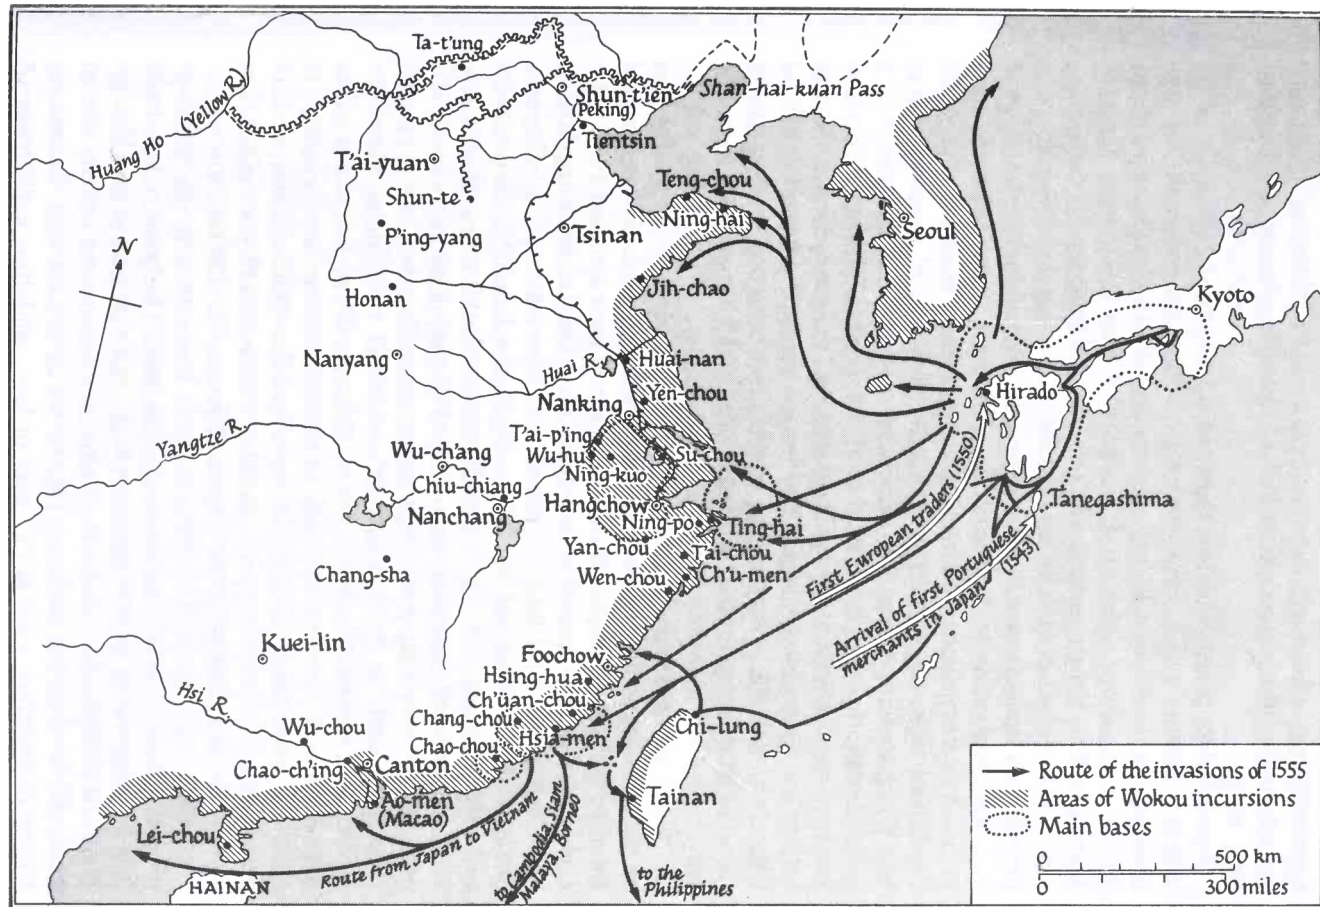 Ta-t'ung
Shun-t'ien
(Peking)
Shan-hai-kuan Pass
Huang Ho (Yellow R.)
Tientsin
T'ai-yuan
Shun-te
P'ing-yang
Tsinan
Teng-chou
Ning-hai
Seoul
N
Honan
Jih-chao
Kyoto
Nanyang
Huai R.
Huai-nan
Yen-chou
Hirado
Nanking
Yangtze R.
T'ai-p'ing
Wu-hu
Su-chou
Ning-kuo
Wu-ch'ang
Chiu-chiang
Nanchang
Hangchow
Ning-po
Ting-hai
Tanegashima
Yan-chou
Tai-chou
Ch'u-men
Wen-chou
Chang-sha
First European traders (1550)
Arrival of first Portuguese
merchants in Japan
(1543)
Kuei-lin
Foochow
Hsing-hua
Ch'üan-chou
Chang-chou
Hsia-men
Chi-lung
Hsi R.
Wu-chou
Chao-chou
Chao-ch'ing
Canton
Ao-men
(Macao)
Tainan
Lei-chou
HAINAN
Route from Japan to Vietnam
to Cambodia, Siam
Malaya, Borneo
to the
Philippines
Route of the invasions of 1555
Areas of Wokou incursions
Main bases
0 500 km
0 300 miles